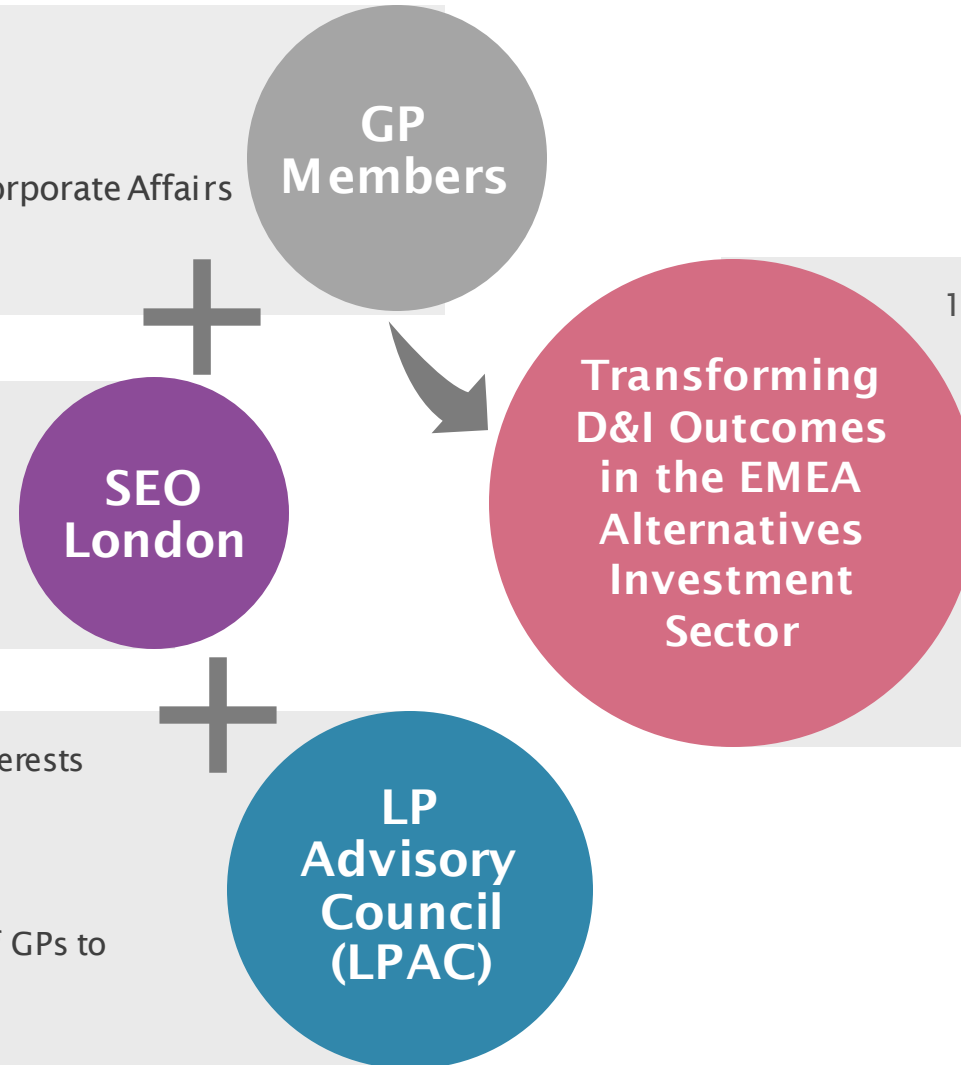 GP
Members
orporate Affairs
1
Transforming
D&I Outcomes
in the EMEA
Alternatives
Investment
Sector
SEO
London
erests
LP
Advisory
Council
(LPAC)
GPs to